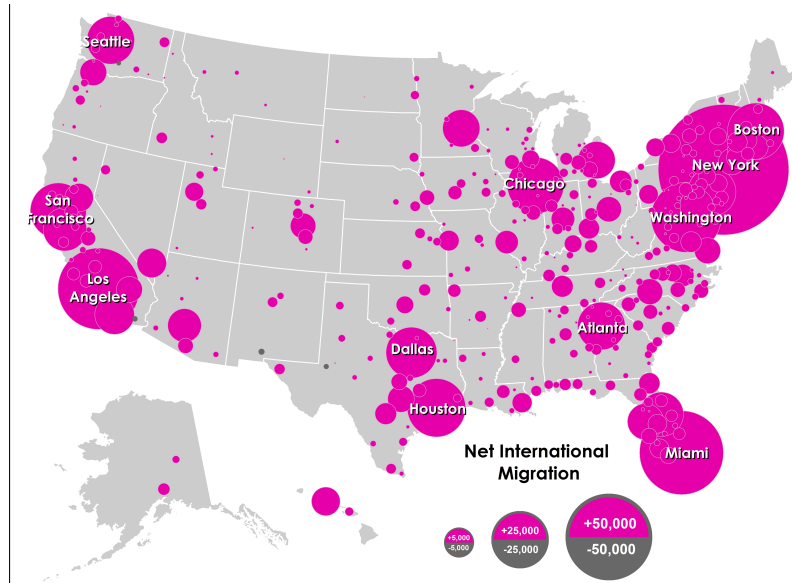 Seattle
Boston
New York
Chicago
San
Francisco
Washington
Los
Angeles
Atlanta
Dallas
Houston
Miami
Net International
Migration
+5,000
-5,000
+25,000
-25,000
+50,000
-50,000